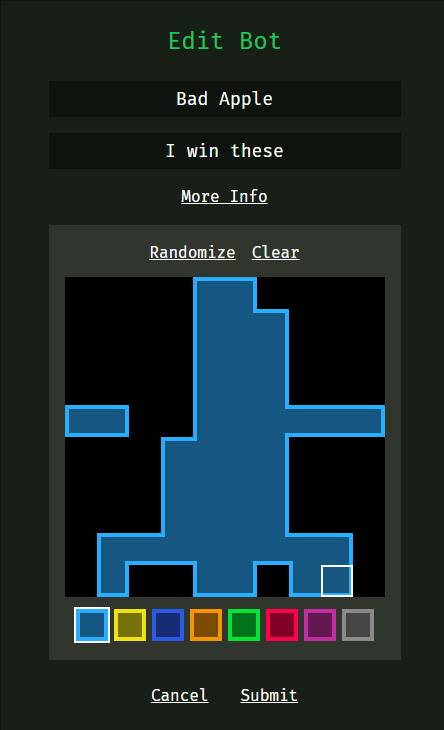 Edit Bot
Bad Apple
I win these
More Info
Randomize Clear
Cancel Submit